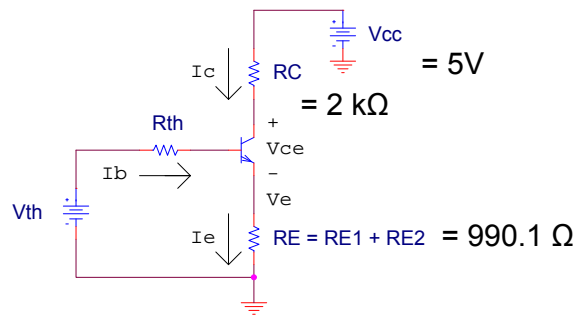 Vcc
= 5V
Ic
RC
= 2 kΩ
Rth
+
Vce
-
Ib
Ve
Vth
Ie
RE = RE1 + RE2 = 990.1 Ω